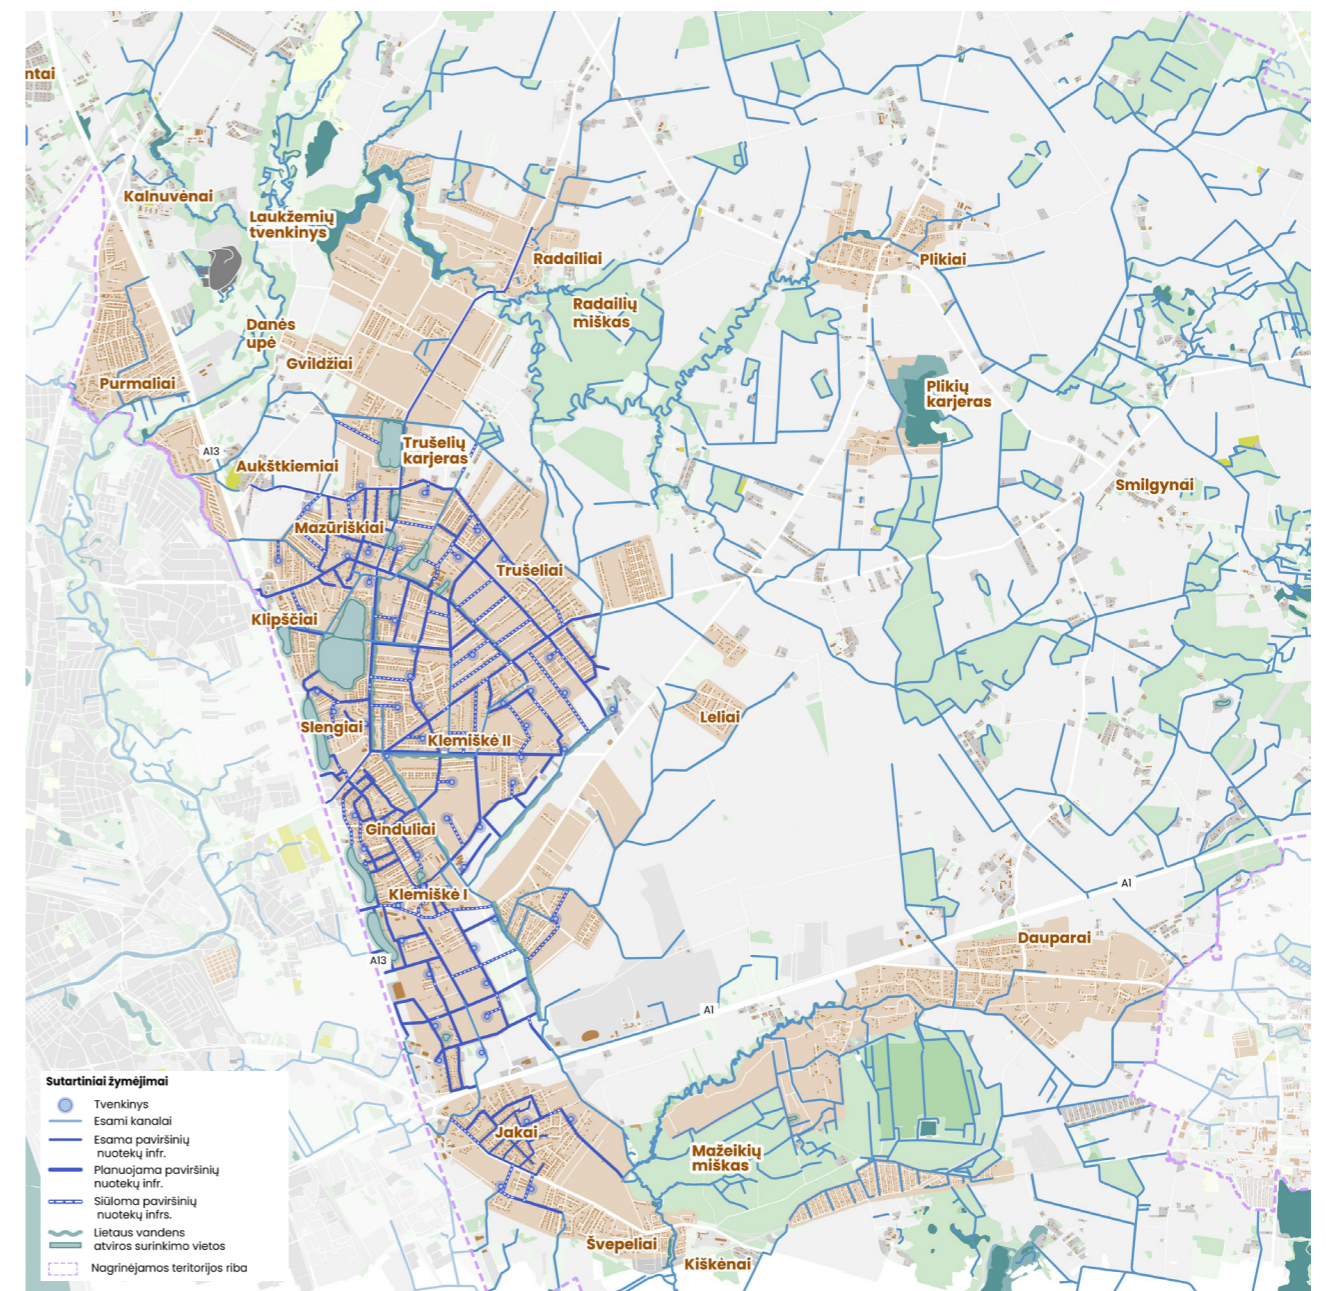 ntai
Kalnuvėnai
Laukžemių
tvenkinys
Radailiai
Plikiai
Radailių
miškas
Danės
upė
Gvildžiai
Purmaliai
Plikių
karjeras
Trušelių
karjeras
A13
Aukštkiemiai
Smilgynai
Mazūriškiai
Trušeliai
Klipščiai
Leliai
Slengiai
Klemiškė II
Ginduliai
A1
Klemiškė I
Dauparai
A13
A1
Jakai
Mažeikių
miškas
Švepeliai
Kiškėnai
Sutartiniai žymėjimai
Tvenkinys
Esami kanalai
Esama paviršinių
nuotekų infr.
Planuojama paviršinių
nuotekų infr.
Siūloma paviršinių
nuotekų infrs.
Lietaus vandens
atviros surinkimo vietos
Nagrinėjamos teritorijos riba